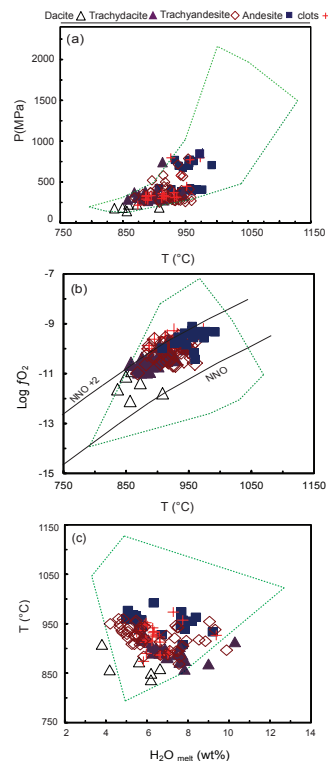 Dacite Trachydacite Trachyandesite Andesite clots
(a)
P(MPa)
2000
1500
1000
500
0
750 850 950 1050 1150
T (°C)
(b)
Log fO2
-7
-9
-11
-13
-15
NNO +2
NNO
750 850 950 1050 1150
T (°C)
(c)
T (°C)
1150
1050
950
850
750
2 4 6 8 10 12 14
H2O melt (wt%)